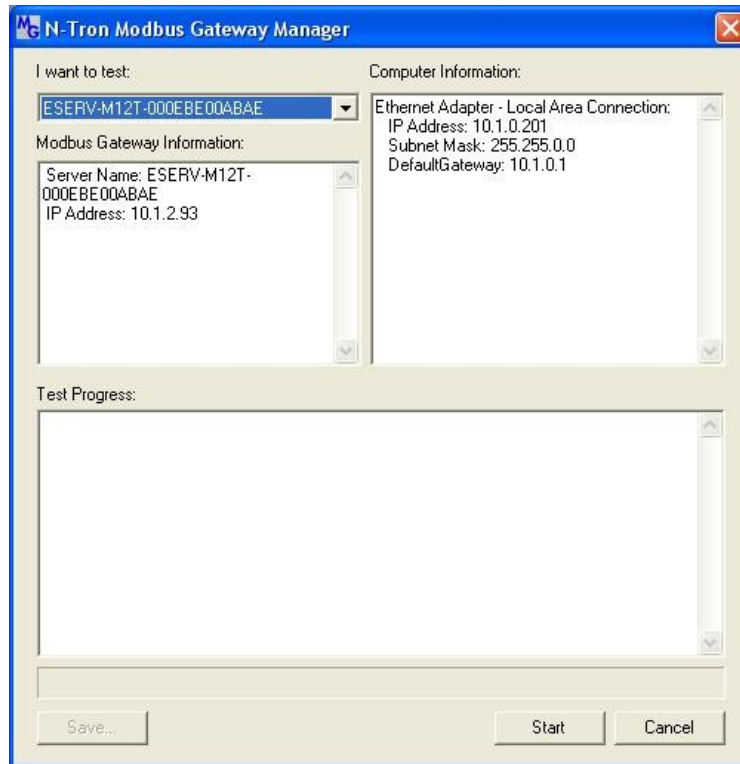 MG N-Tron Modbus Gateway Manager
I want to test:
ESERV-M12T-000EBE00ABAE
Modbus Gateway Information:
Server Name: ESERV-M12T-
000EBE00ABAE
IP Address: 10.1.2.93
Computer Information:
Ethernet Adapter - Local Area Connection:
IP Address: 10.1.0.201
Subnet Mask: 255.255.0.0
DefaultGateway: 10.1.0.1
Test Progress:
Save...
Start
Cancel